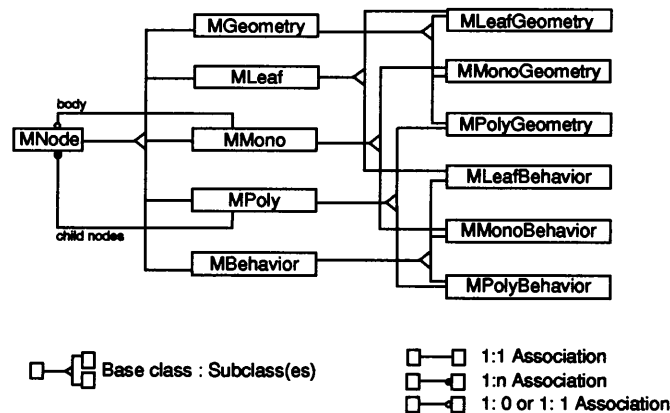 MGeometry
MLeaf
body
MNode
MMono
MPoly
child nodes
MBehavior
MLeafGeometry
MMonoGeometry
MPolyGeometry
MLeafBehavior
MMonoBehavior
MPolyBehavior
Base class : Subclass(es)
1:1 Association
1:n Association
1: 0 or 1: 1 Association